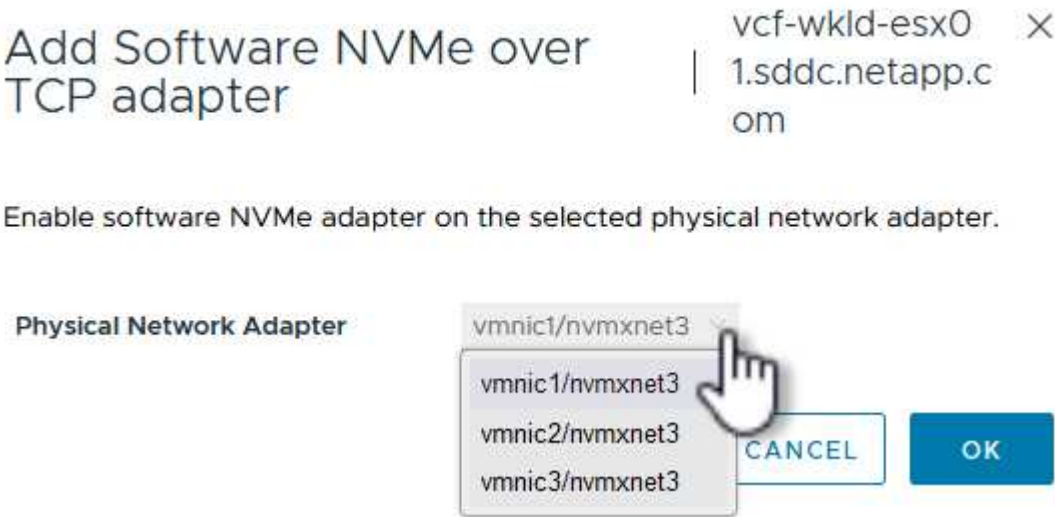 Add Software NVMe over
TCP adapter
vcf-wkld-esx0
1.sddc.netapp.c
om
Enable software NVMe adapter on the selected physical network adapter.
Physical Network Adapter
vmnic1/nvmxnet3
vmnic1/nvmxnet3
vmnic2/nvmxnet3
vmnic3/nvmxnet3
CANCEL
OK